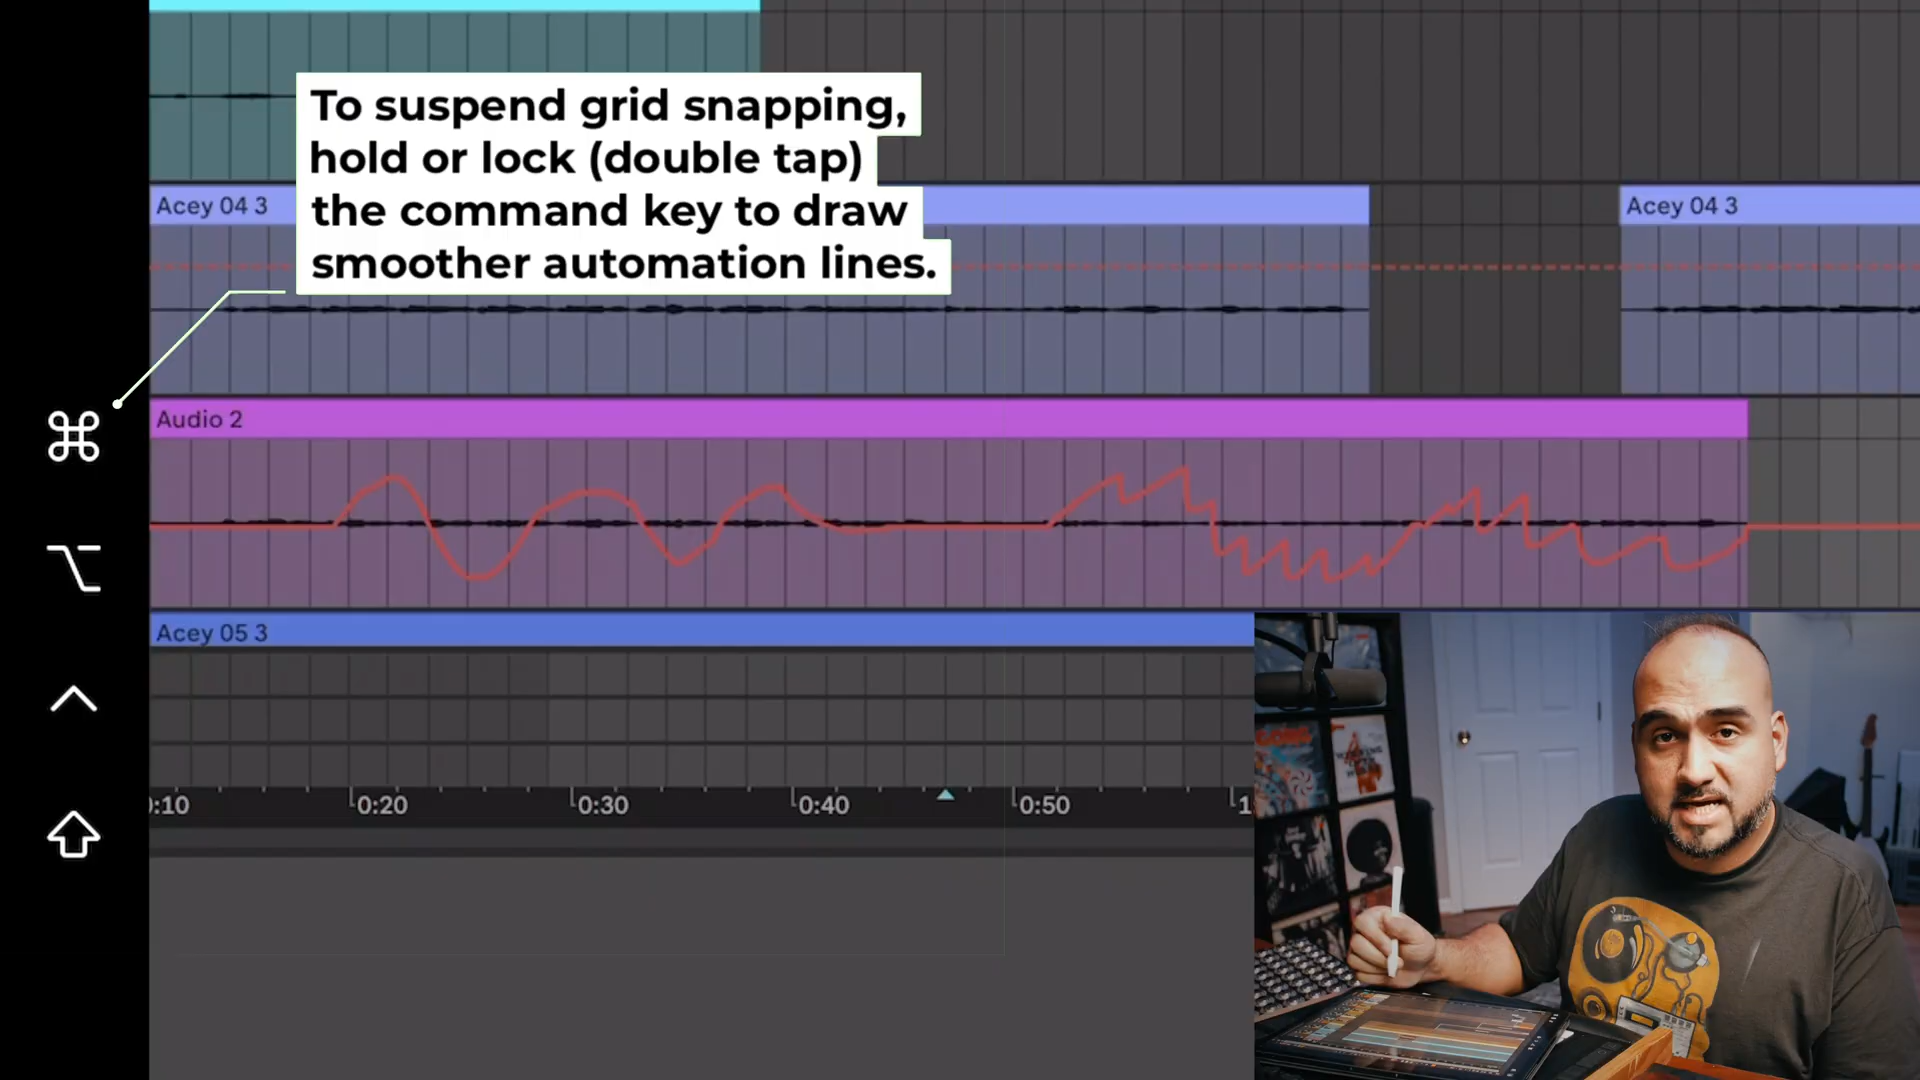 To suspend grid snapping,
hold or lock (double tap)
the command key to draw
smoother automation lines.
Acey 04 3
Acey 04 3
Audio 2
Acey 05 3
0:20
0:30
0:40
0:50